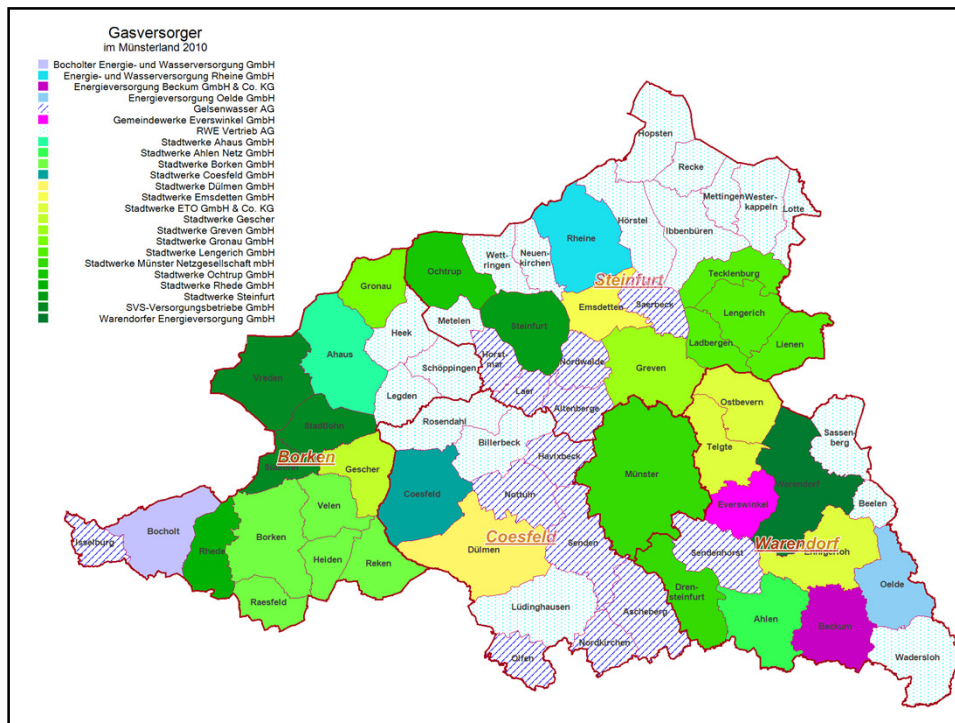 Gasversorger
im Münsterland 2010
Bocholter Energie- und Wasserversorgung GmbH
Energie- und Wasserversorgung Rheine GmbH
Energieversorgung Beckum GmbH & Co. KG
Energieversorgung Oelde GmbH
Gelsenwasser AG
Gemeindewerke Everswinkel GmbH
RWE Vertrieb AG
Stadtwerke Ahaus GmbH
Stadtwerke Ahlen Netz GmbH
Stadtwerke Borken GmbH
Stadtwerke Coesfeld GmbH
Stadtwerke Dülmen GmbH
Stadtwerke Emsdetten GmbH
Stadtwerke ETO GmbH & Co. KG
Stadtwerke Gescher
Stadtwerke Greven GmbH
Stadtwerke Gronau GmbH
Stadtwerke Lengerich GmbH
Stadtwerke Münster Netzgesellschaft mbH
Stadtwerke Ochtrup GmbH
Stadtwerke Rhede GmbH
Stadtwerke Steinfurt
SVS-Versorgungsbetriebe GmbH
Warendorfer Energieversorgung GmbH
Hopsten
Recke
Mettingen
Wester-
kappeln
Lotte
Hörstel
Ibbenbüren
Rheine
Neuen-
kirchen
Wett-
ringen
Ochtrup
Gronau
Steinfurt
Tecklenburg
Emsdetten
Saerbeck
Lengerich
Metelen
Steinfurt
Heek
Ahaus
Ladbergen
Lienen
Horst-
mar
Nordwalde
Schöppingen
Greven
Vreden
Laer
Legden
Altenberge
Ostbevern
Rosendahl
Stadtlohn
Billerbeck
Sassen-
berg
Telgte
Havixbeck
Borken
Gescher
Münster
Coesfeld
Nottuln
Warendorf
Everswinkel
Beelen
Velen
Bocholt
Isselburg
Borken
Coesfeld
Senden
Warendorf
Rhede
Dülmen
Sendenhorst
Heiden
Reken
Oelde
Dren-
steinfurt
Raesfeld
Lüdinghausen
Ascheberg
Ahlen
Beckum
Nordkirchen
Olfen
Wadersloh